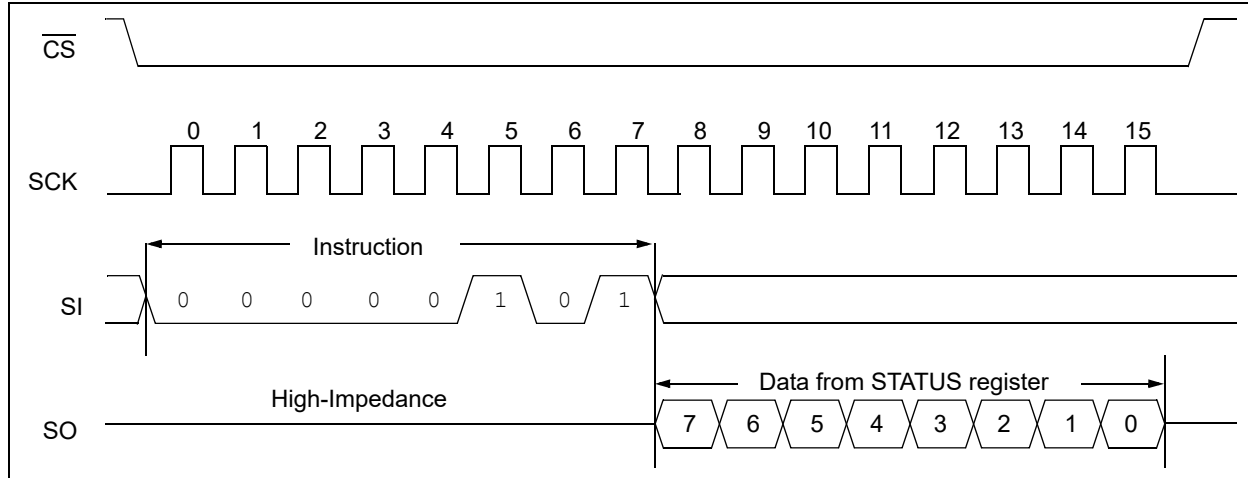 CS
0 1 2 3 4 5 6 7 8 9 10 11 12 13 14 15
SCK
Instruction
SI 0 0 0 0 0 1 0 1
Data from STATUS register
High-Impedance
SO 7 6 5 4 3 2 1 0